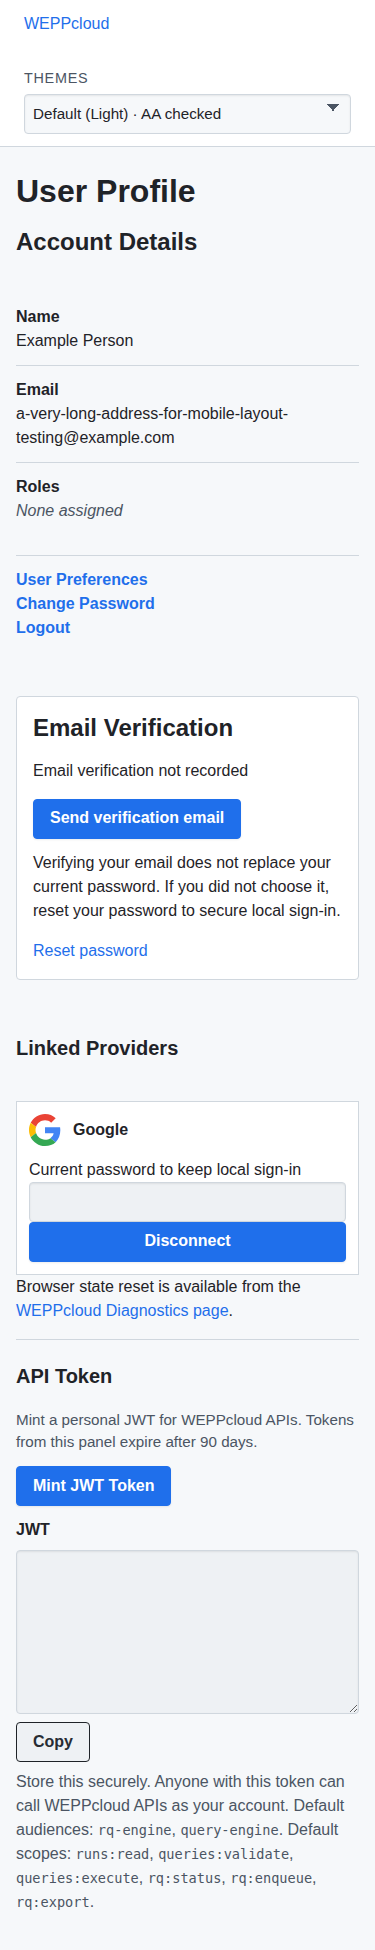 WEPPcloud
THEMES
Default (Light) · AA checked
User Profile
Account Details
Name
Example Person
Email
a-very-long-address-for-mobile-layout-
testing@example.com
Roles
None assigned
User Preferences
Change Password
Logout
Email Verification
Email verification not recorded
Send verification email
Verifying your email does not replace your
current password. If you did not choose it,
reset your password to secure local sign-in.
Reset password
Linked Providers
Google
Current password to keep local sign-in
Disconnect
Browser state reset is available from the
WEPPcloud Diagnostics page.
API Token
Mint a personal JWT for WEPPcloud APIs. Tokens
from this panel expire after 90 days.
Mint JWT Token
JWT
Copy
Store this securely. Anyone with this token can
call WEPPcloud APIs as your account. Default
audiences: rq-engine, query-engine. Default
scopes: runs:read, queries:validate,
queries:execute, rq:status, rq:enqueue,
rq:export.